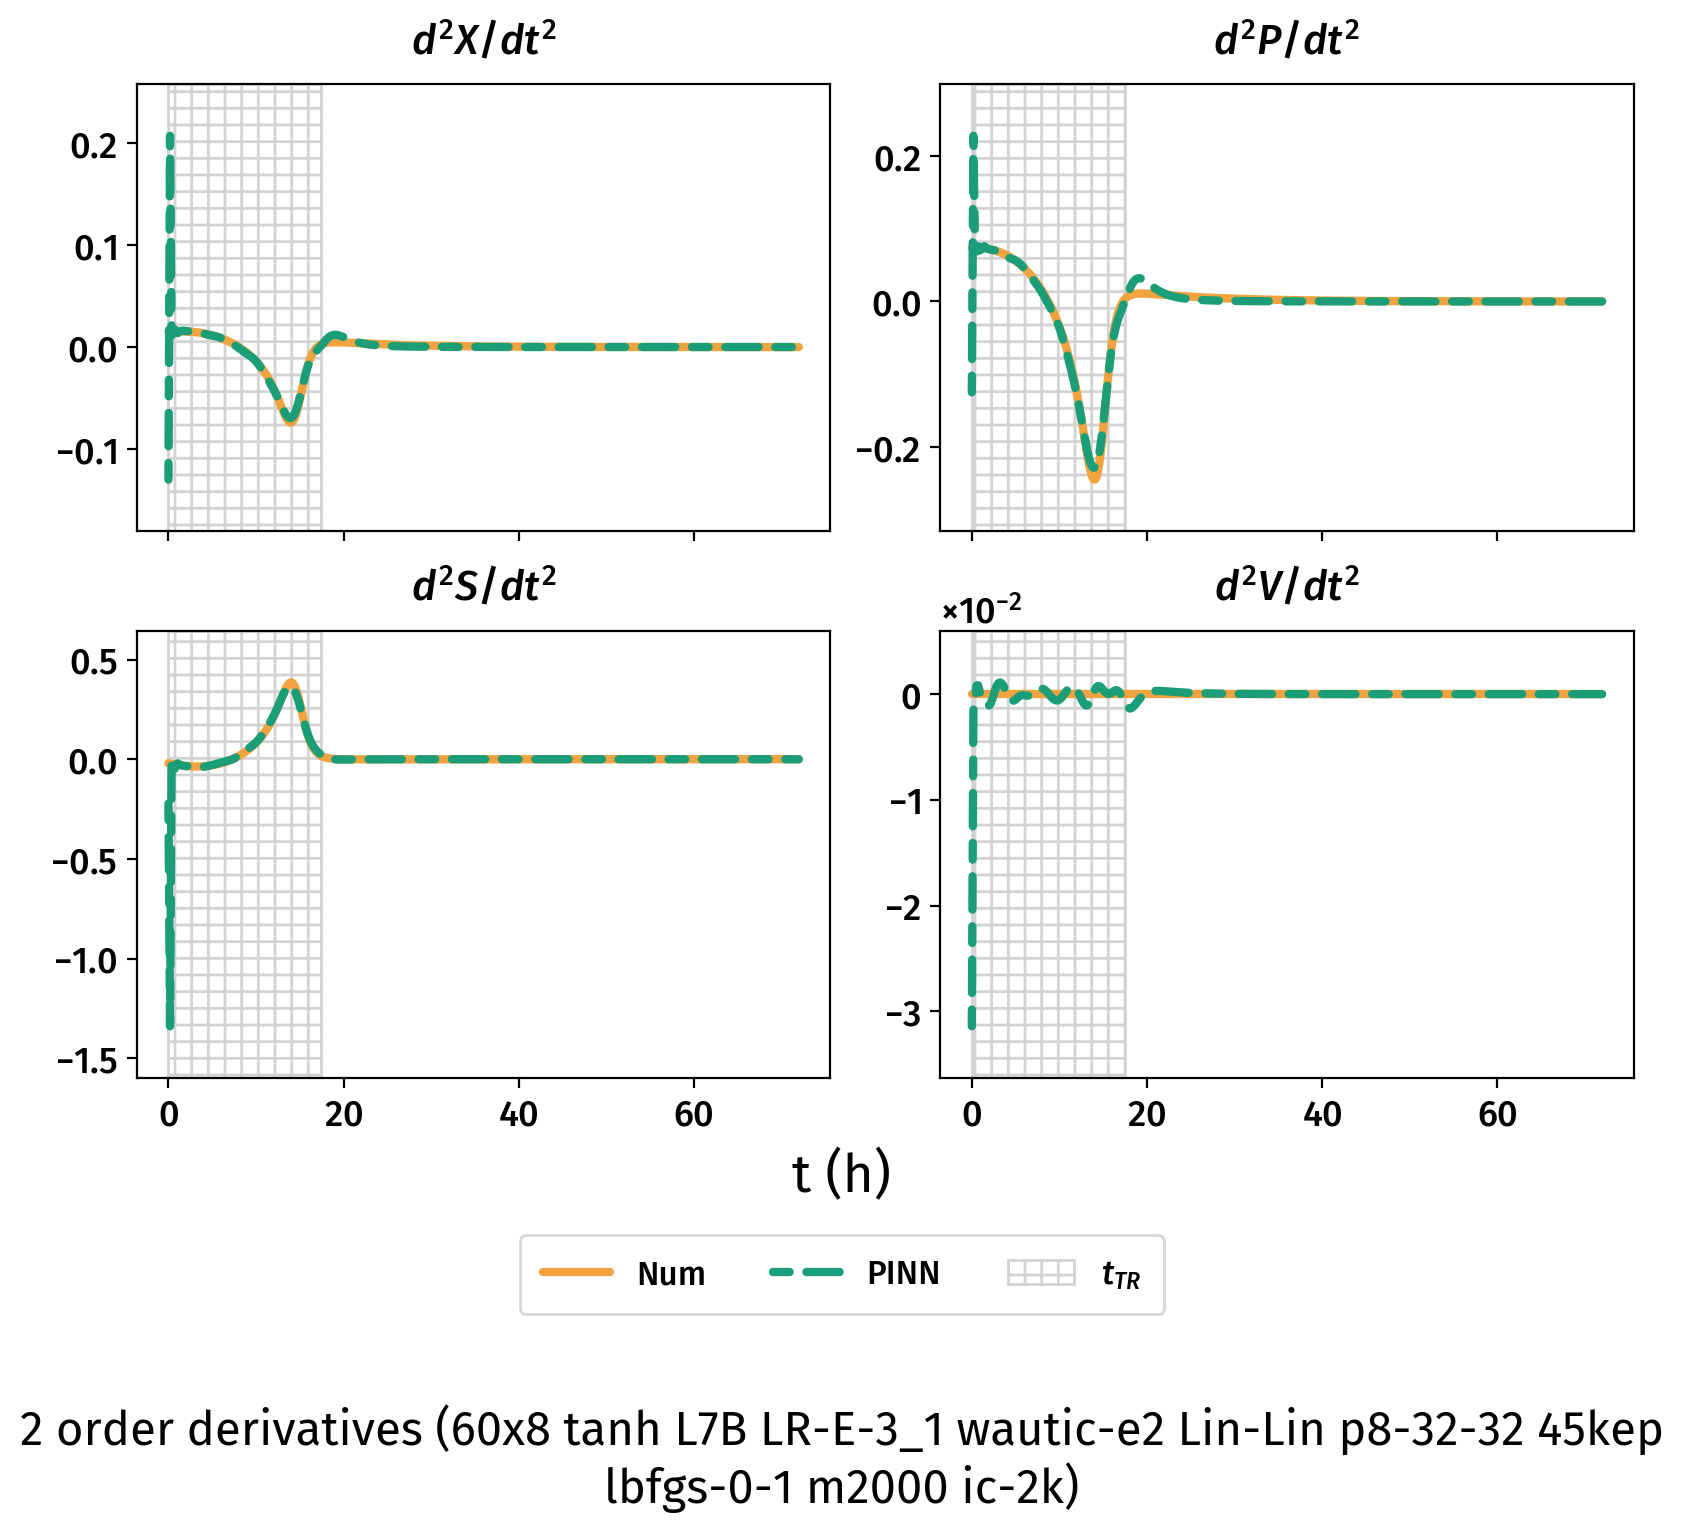 d²X/dt²
d²P/dt²
0.2
0.1
0.0
−0.1
0.2
0.0
−0.2
d²S/dt²
d²V/dt²
×10⁻²
0.5
0.0
−0.5
−1.0
−1.5
0
−1
−2
−3
0 20 40 60
0 20 40 60
t (h)
Num PINN t_TR
2 order derivatives (60x8 tanh L7B LR-E-3_1 wautic-e2 Lin-Lin p8-32-32 45kep
lbfgs-0-1 m2000 ic-2k)